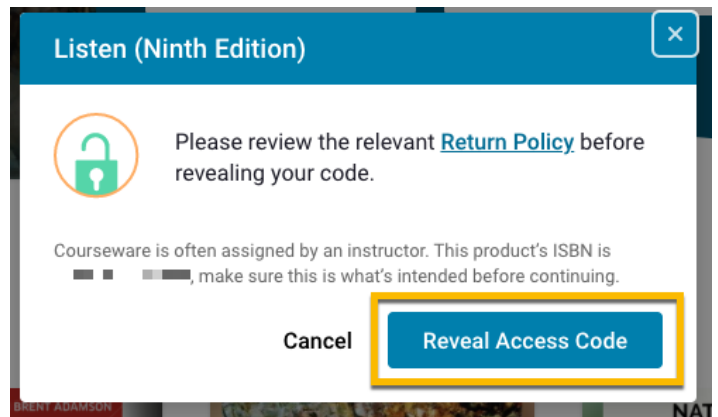 Listen (Ninth Edition)
Please review the relevant Return Policy before
revealing your code.
Courseware is often assigned by an instructor. This product's ISBN is
, make sure this is what's intended before continuing.
Cancel
Reveal Access Code
BRENT ADAMSON
NAT